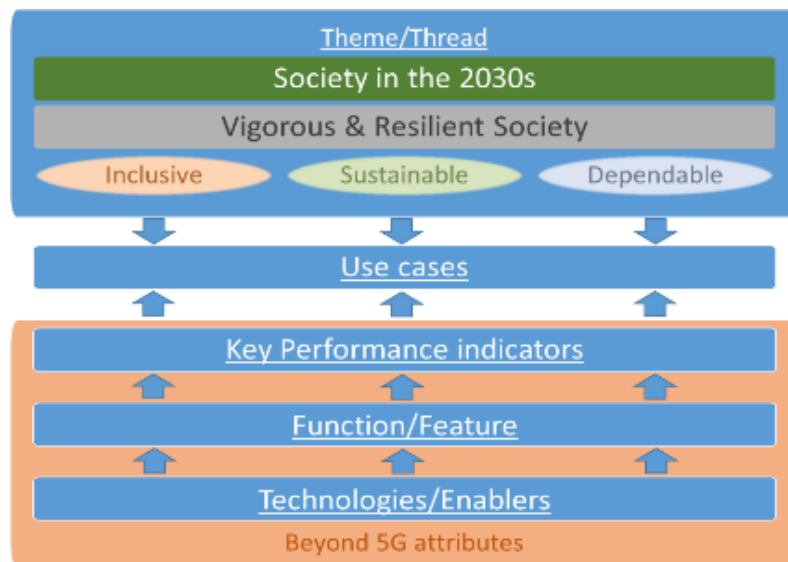 Theme/Thread
Society in the 2030s
Vigorous & Resilient Society
Inclusive
Sustainable
Dependable
Use cases
Key Performance indicators
Function/Feature
Technologies/Enablers
Beyond 5G attributes